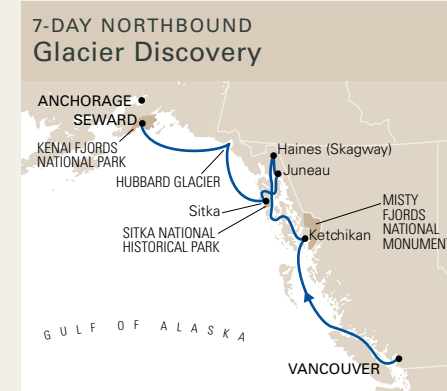 7-DAY NORTHBOUND
Glacier Discovery
ANCHORAGE
SEWARD
KENAI FJORDS
NATIONAL PARK
HUBBARD GLACIER
Haines (Skagway)
Juneau
Sitka
SITKA NATIONAL
HISTORICAL PARK
MISTY
FJORDS
NATIONAL
MONUMENT
Ketchikan
GULF OF ALASKA
VANCOUVER